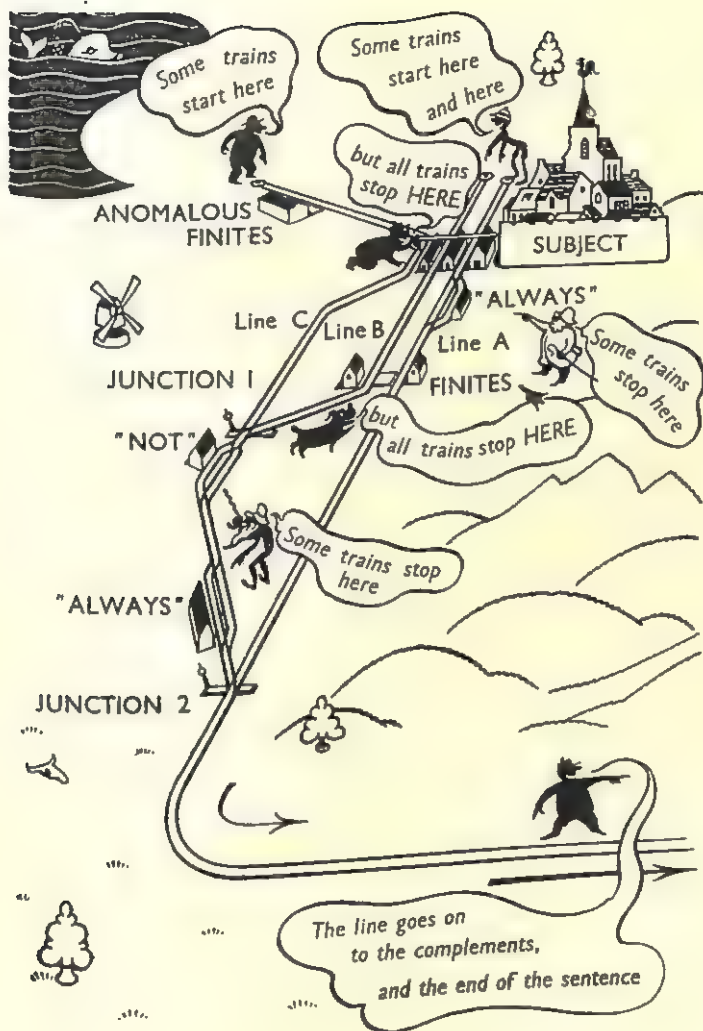 Some trains
start here
Some trains
start here
and here
but all trains
stop HERE
ANOMALOUS
FINITES
SUBJECT
"ALWAYS"
Line C
Line B
Line A
Some trains
stop here
JUNCTION 1
FINITES
but
all trains stop HERE
"NOT"
Some trains stop
here
"ALWAYS"
JUNCTION 2
The line goes on
to the complements,
and the end of the sentence